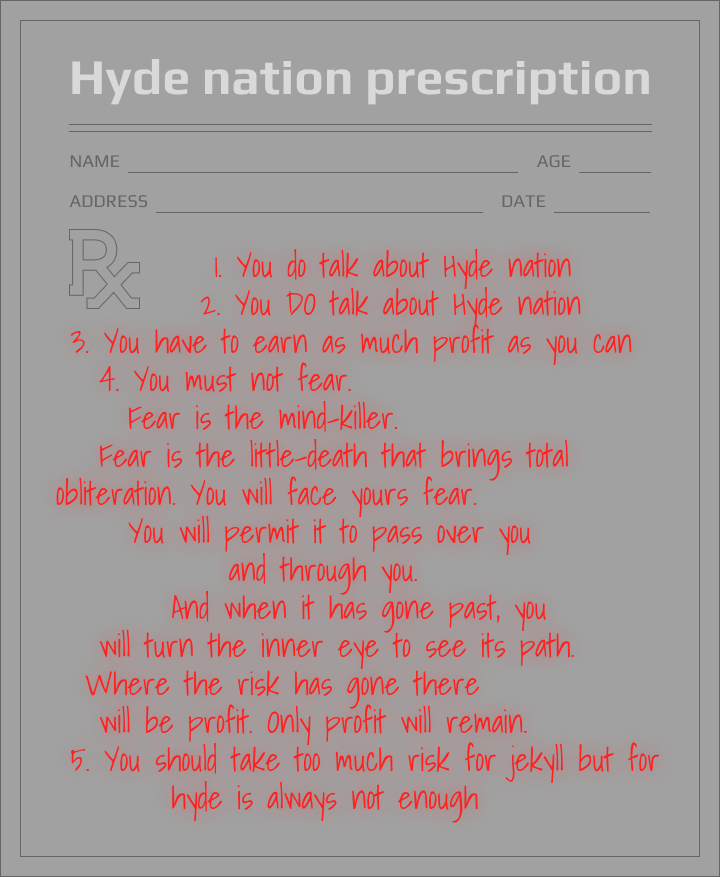 Hyde nation prescription
NAME AGE
ADDRESS DATE
Rx
1. You do talk about Hyde nation
2. You DO talk about Hyde nation
3. You have to earn as much profit as you can
4. You must not fear.
Fear is the mind-killer.
Fear is the little-death that brings total
obliteration. You will face yours fear.
You will permit it to pass over you
and through you.
And when it has gone past, you
will turn the inner eye to see its path.
Where the risk has gone there
will be profit. Only profit will remain.
5. You should take too much risk for jekyll but for
hyde is always not enough